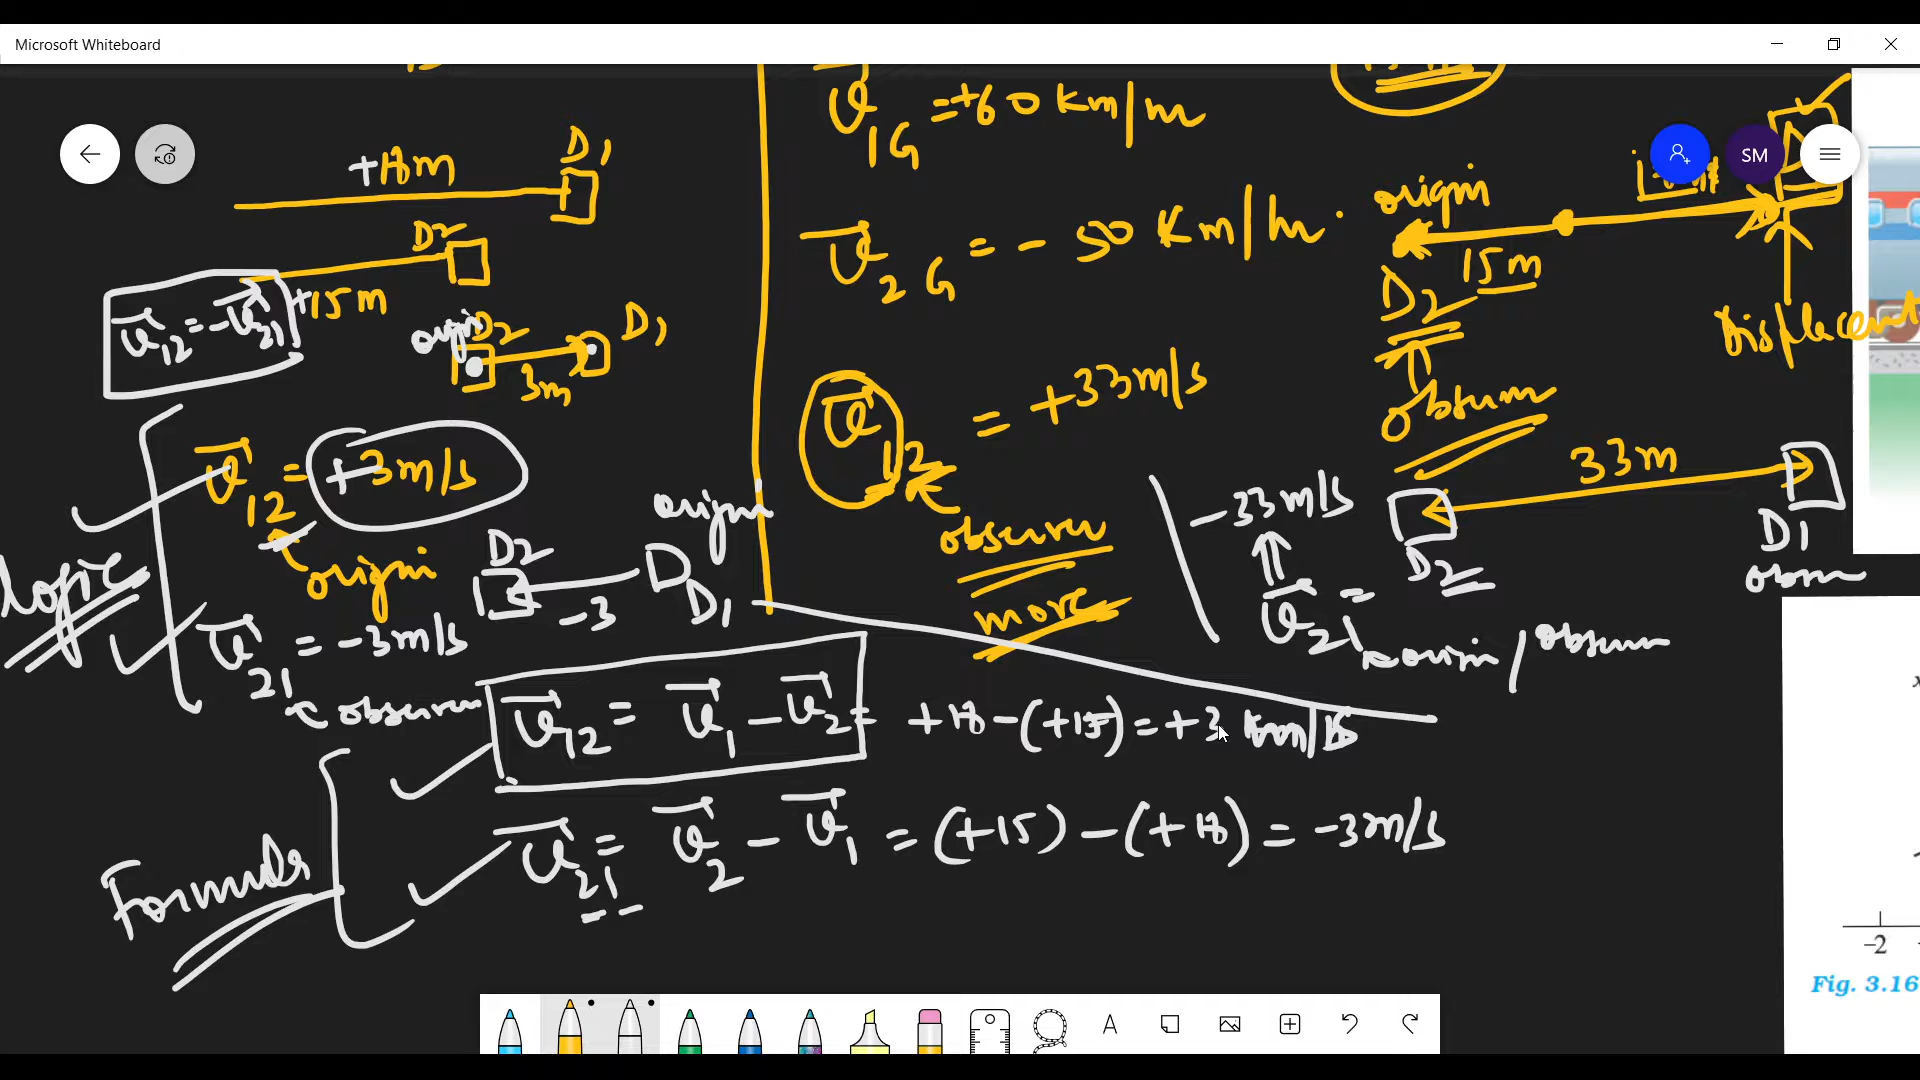 Microsoft Whiteboard
SM
+18m
D1
D2
+15m
v12 = -v21
origin
D2
D1
3m
v12 = +3m/s
origin
Logic
D2
-3
D1
origin
v21 = -3m/s
observer
v1G = +60 km/hr
v2G = - 50 Km/hr
v12 = +33m/s
observer
more
origin
15m
D2
observer
Displacement
33m
D2
D1
obser
-33m/s
v21 =
origin / observer
v12 = v1 - v2 = +18 - (+15) = +3
v21 = v2 - v1 = (+15) - (+18) = -3m/s
Formula
-2
Fig. 3.16
A